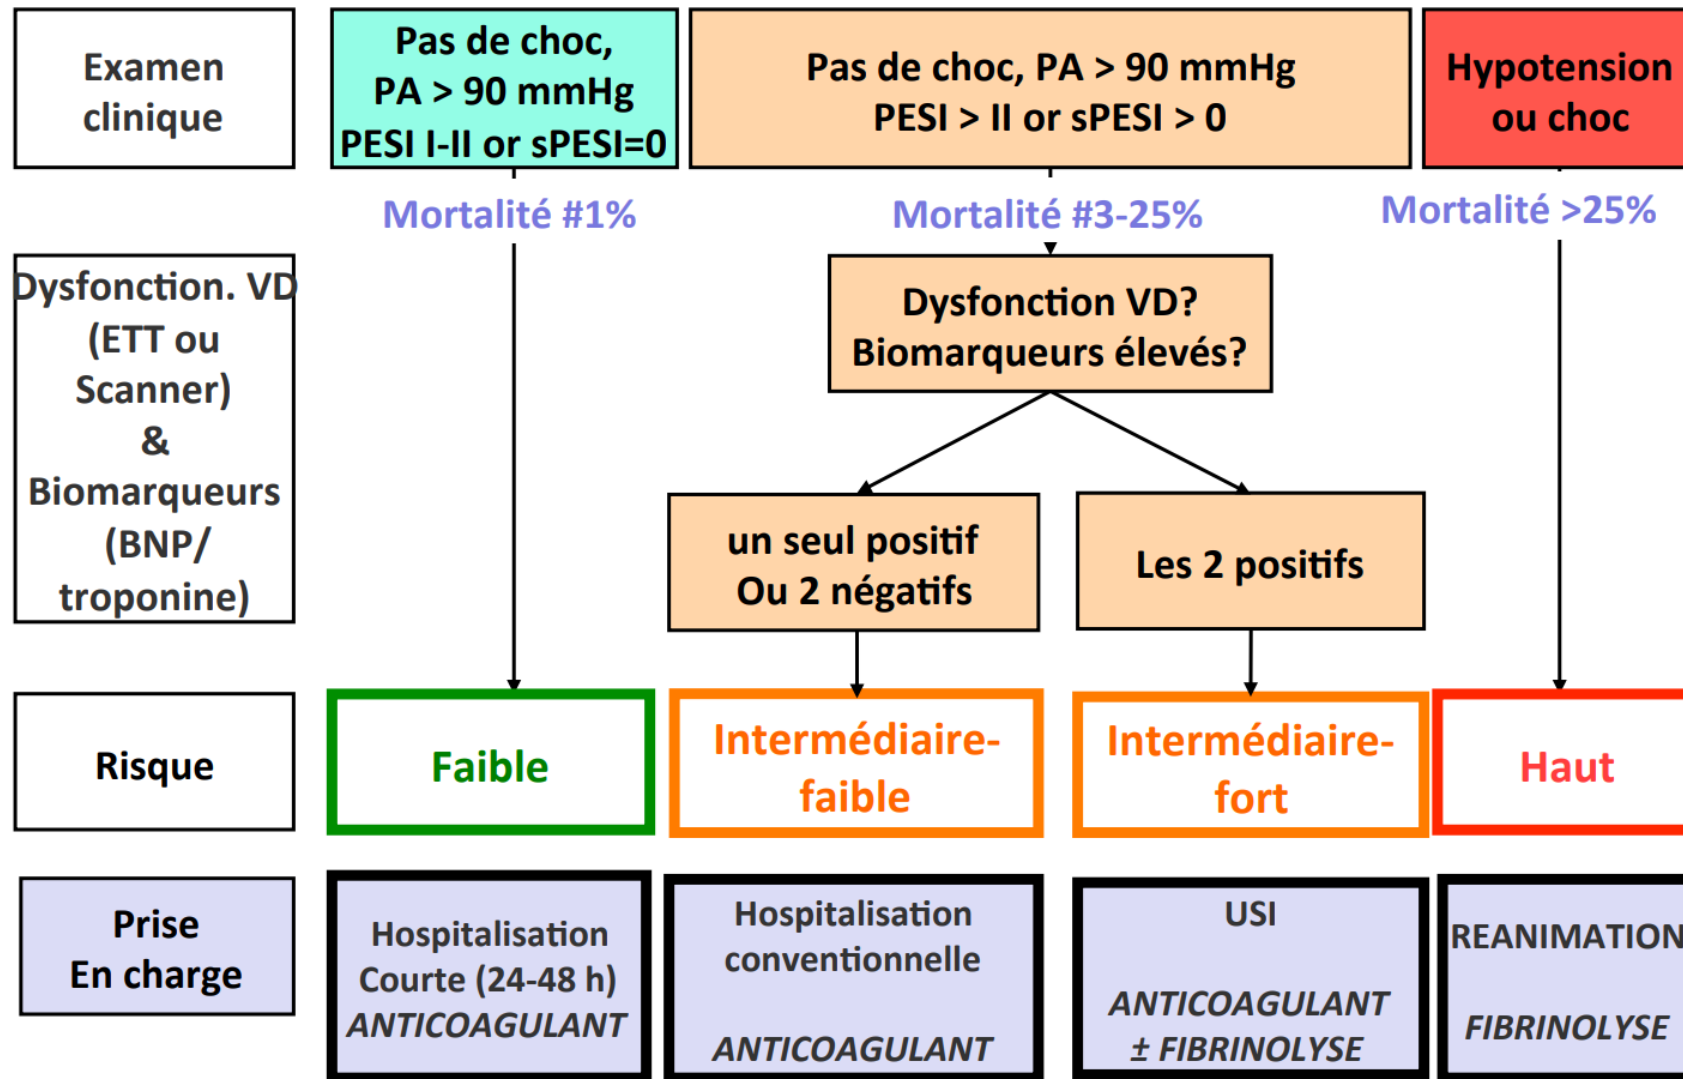 Examen
clinique
Pas de choc,
PA > 90 mmHg
PESI I-II or sPESI=0
Pas de choc, PA > 90 mmHg
PESI > II or sPESI > 0
Hypotension
ou choc
Mortalité #1%
Mortalité #3-25%
Mortalité >25%
Dysfonction. VD
(ETT ou
Scanner)
&
Biomarqueurs
(BNP/
troponine)
Dysfonction VD?
Biomarqueurs élevés?
un seul positif
Ou 2 négatifs
Les 2 positifs
Risque
Faible
Intermédiaire-
faible
Intermédiaire-
fort
Haut
Prise
En charge
Hospitalisation
Courte (24-48 h)
ANTICOAGULANT
Hospitalisation
conventionnelle
ANTICOAGULANT
USI
ANTICOAGULANT
± FIBRINOLYSE
REANIMATION
FIBRINOLYSE